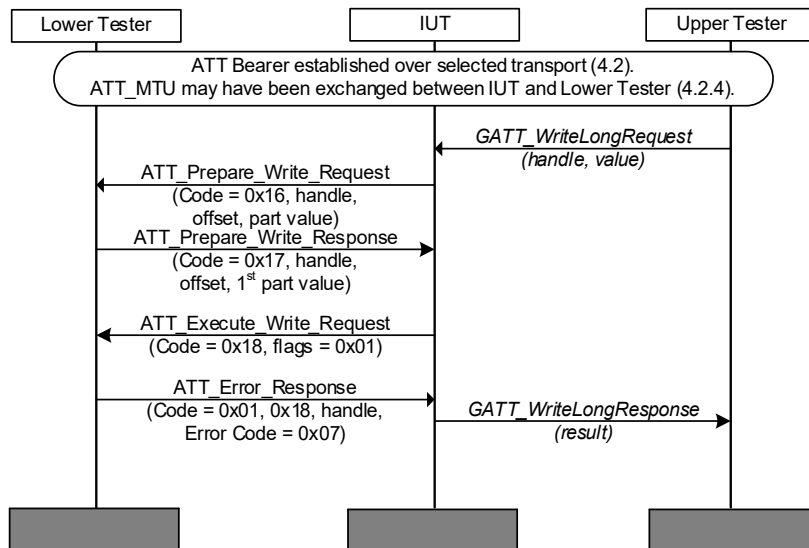 Lower Tester
IUT
Upper Tester
ATT Bearer established over selected transport (4.2).
ATT_MTU may have been exchanged between IUT and Lower Tester (4.2.4).
GATT_WriteLongRequest
(handle, value)
ATT_Prepare_Write_Request
(Code = 0x16, handle,
offset, part value)
ATT_Prepare_Write_Response
(Code = 0x17, handle,
offset, 1st part value)
ATT_Execute_Write_Request
(Code = 0x18, flags = 0x01)
ATT_Error_Response
(Code = 0x01, 0x18, handle,
Error Code = 0x07)
GATT_WriteLongResponse
(result)